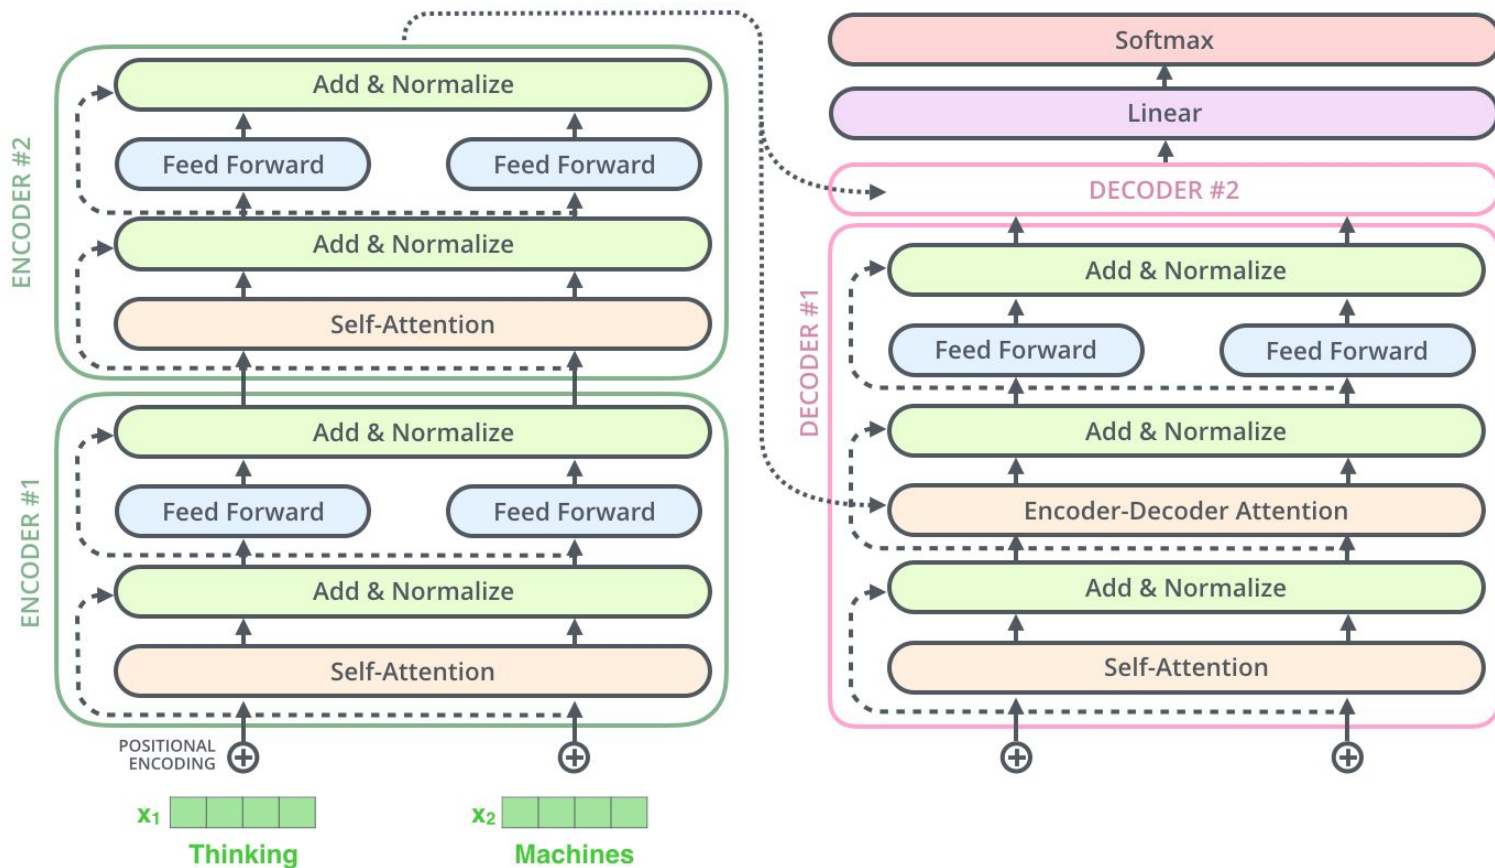 ENCODER #2
Add & Normalize
Feed Forward
Feed Forward
Add & Normalize
Self-Attention
ENCODER #1
Add & Normalize
Feed Forward
Feed Forward
Add & Normalize
Self-Attention
POSITIONAL
ENCODING
x₁
x₂
Thinking
Machines
Softmax
Linear
DECODER #2
DECODER #1
Add & Normalize
Feed Forward
Feed Forward
Add & Normalize
Encoder-Decoder Attention
Add & Normalize
Self-Attention